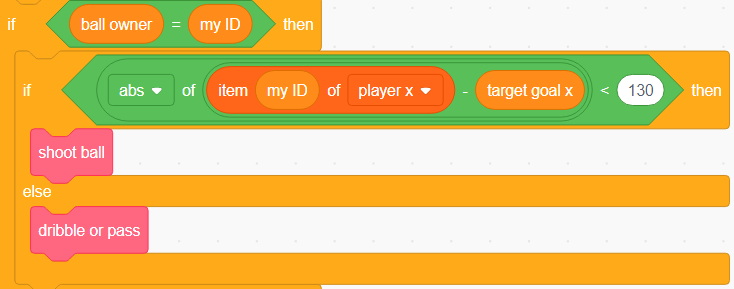 if ball owner = my ID then
if abs of item my ID of player x - target goal x < 130 then
shoot ball
else
dribble or pass